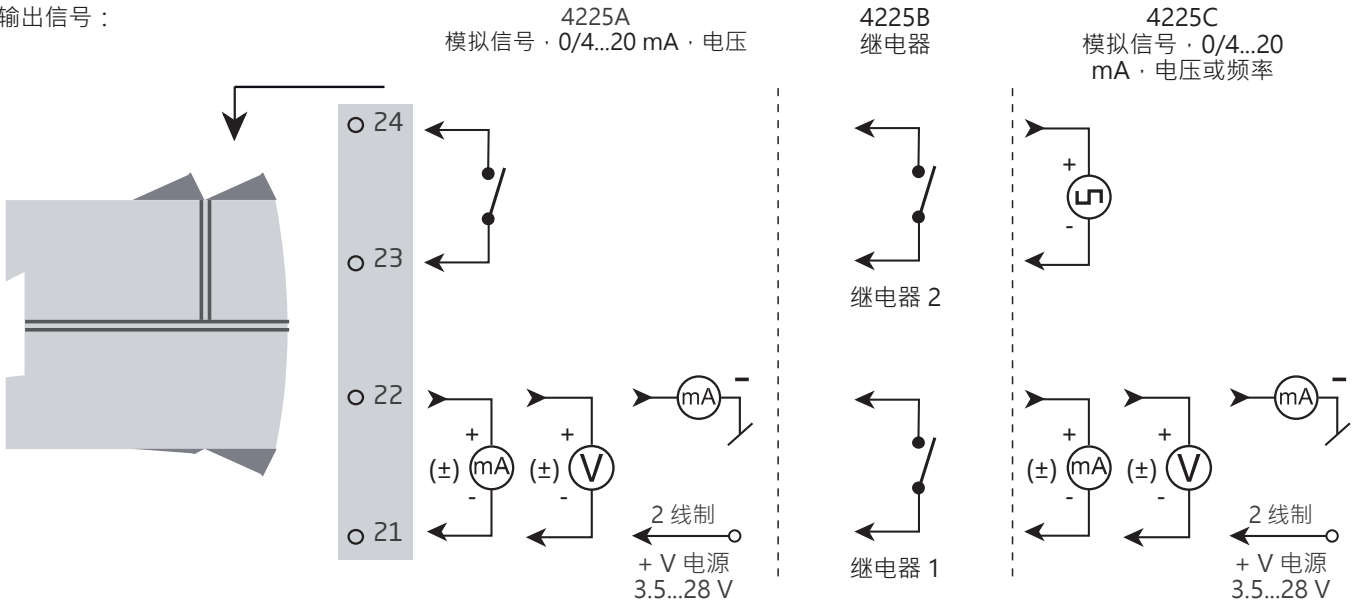 输出信号：
4225A
模拟信号，0/4...20 mA，电压
4225B
继电器
4225C
模拟信号，0/4...20
mA，电压或频率
24
23
22
21
+
-
继电器 2
+
(±) mA
-
+
(±) V
-
mA
-
2 线制
+ V 电源
3.5...28 V
继电器 1
+
(±) mA
-
+
(±) V
-
mA
-
2 线制
+ V 电源
3.5...28 V